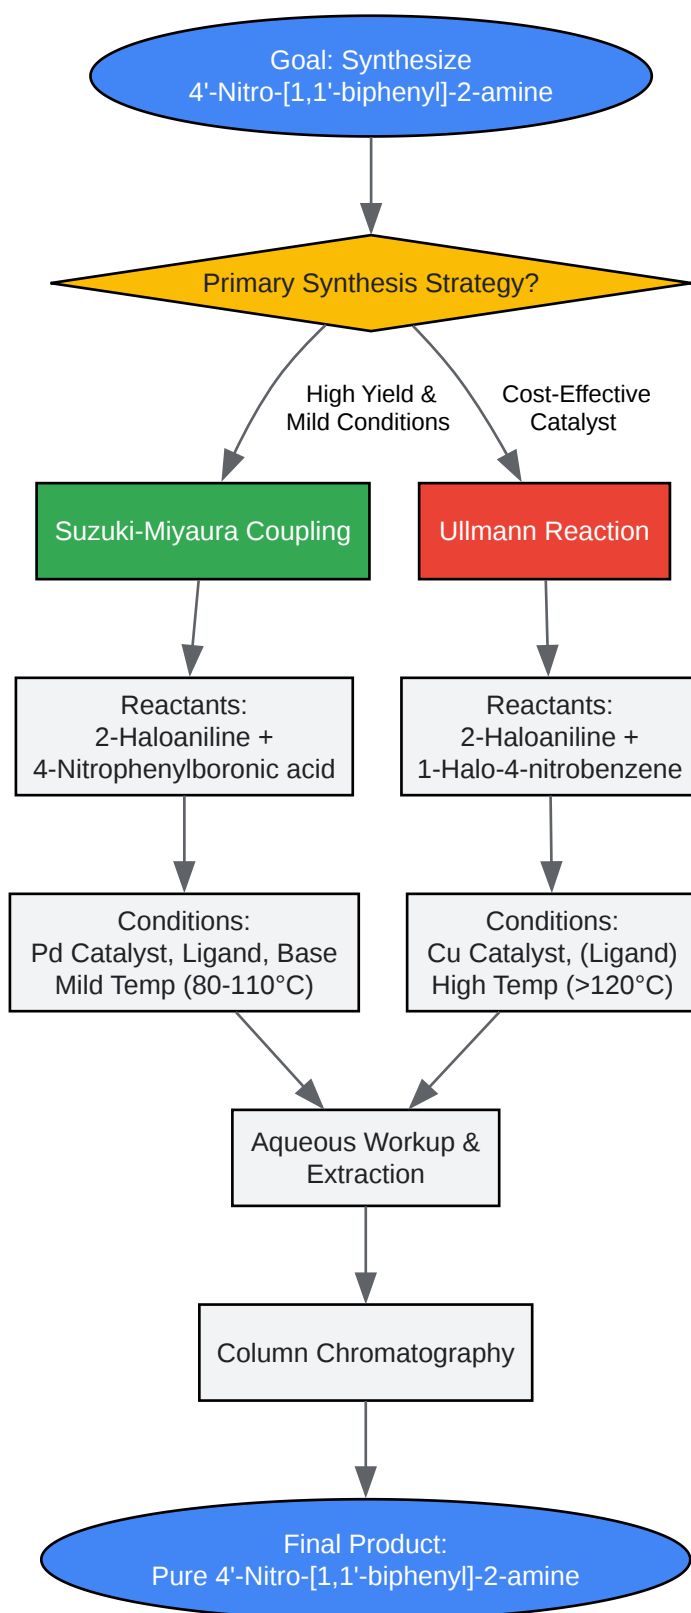 Goal: Synthesize
4'-Nitro-[1,1'-biphenyl]-2-amine
Primary Synthesis Strategy?
High Yield &
Mild Conditions
Cost-Effective
Catalyst
Suzuki-Miyaura Coupling
Ullmann Reaction
Reactants:
2-Haloaniline +
4-Nitrophenylboronic acid
Reactants:
2-Haloaniline +
1-Halo-4-nitrobenzene
Conditions:
Pd Catalyst, Ligand, Base
Mild Temp (80-110°C)
Conditions:
Cu Catalyst, (Ligand)
High Temp (>120°C)
Aqueous Workup &
Extraction
Column Chromatography
Final Product:
Pure 4'-Nitro-[1,1'-biphenyl]-2-amine